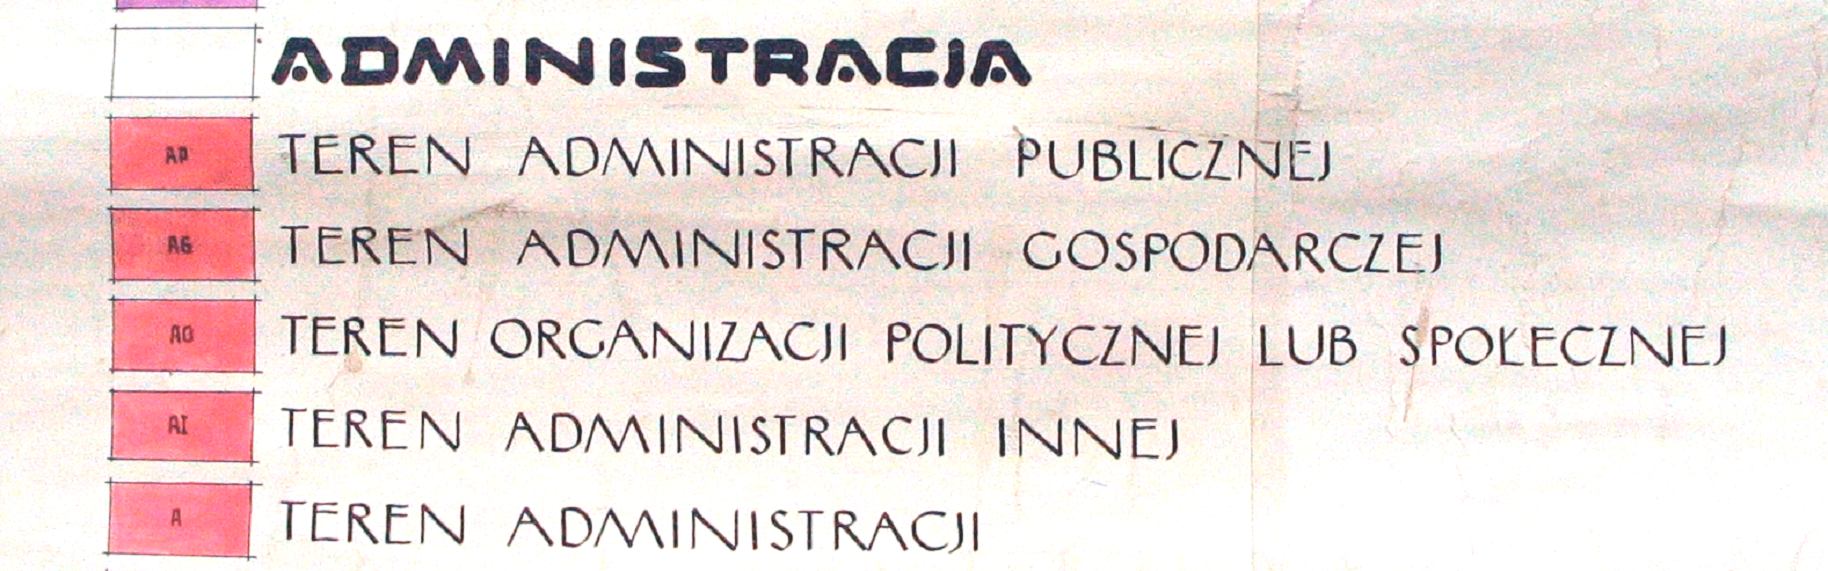 ADMINISTRACJA
AP TEREN ADMINISTRACJI PUBLICZNEJ
AG TEREN ADMINISTRACJI GOSPODARCZEJ
AO TEREN ORGANIZACJI POLITYCZNEJ LUB SPOŁECZNEJ
AI TEREN ADMINISTRACJI INNEJ
A TEREN ADMINISTRACJI